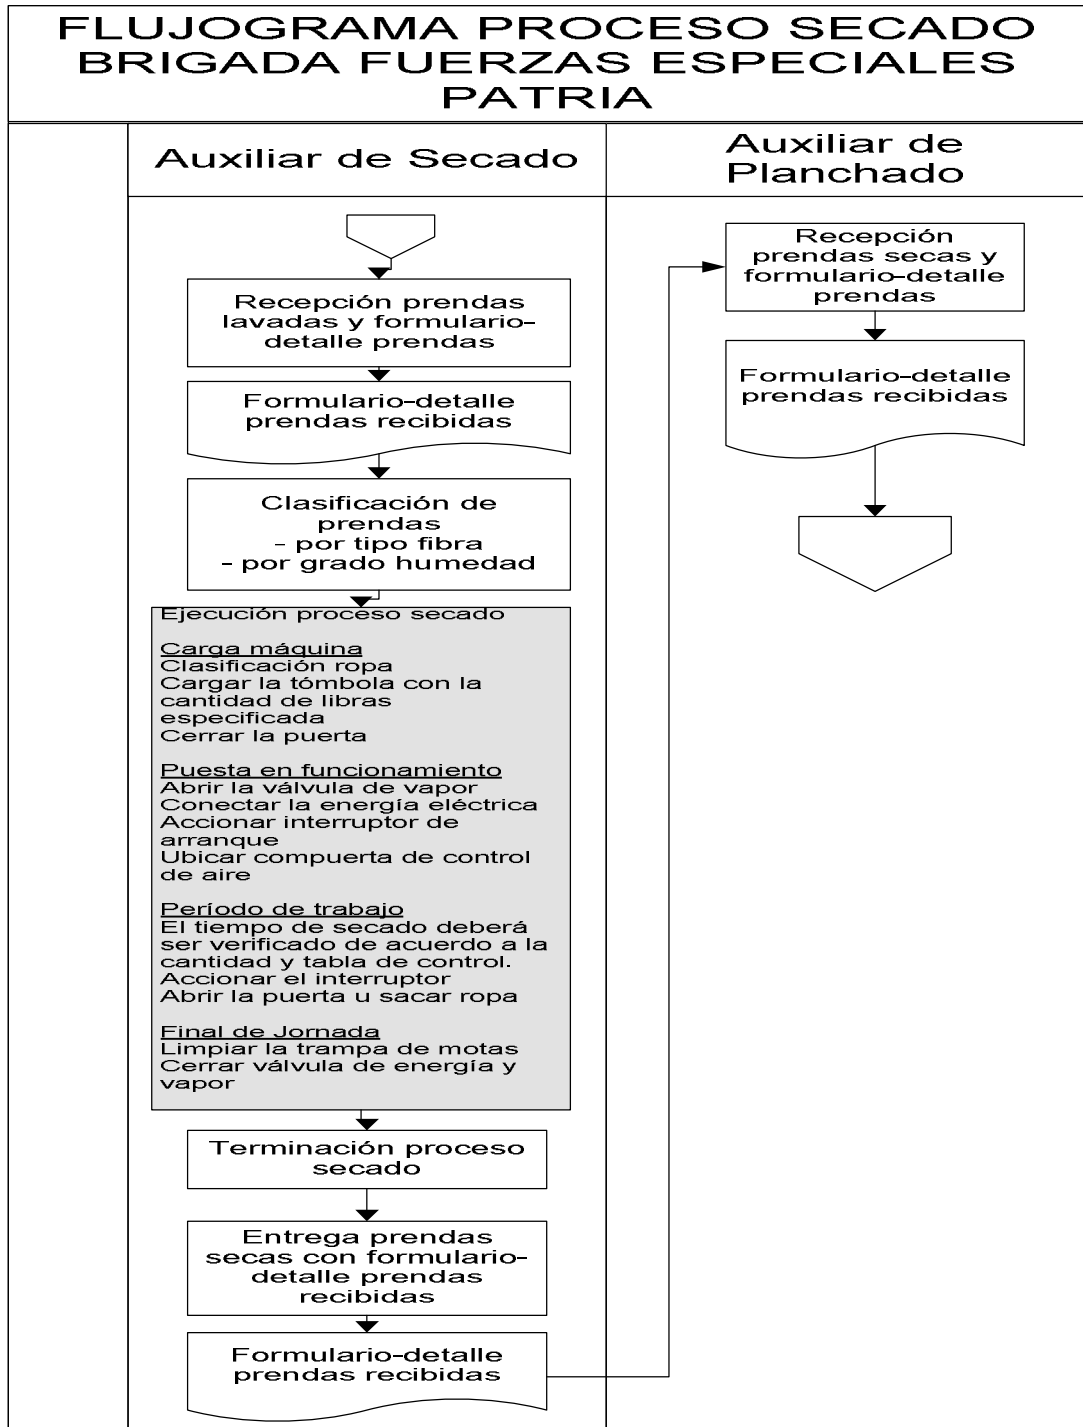 FLUJOGRAMA PROCESO SECADO
BRIGADA FUERZAS ESPECIALES
PATRIA
Auxiliar de Secado
Auxiliar de
Planchado
Recepción prendas
lavadas y formulario-
detalle prendas
Formulario-detalle
prendas recibidas
Clasificación de
prendas
- por tipo fibra
- por grado humedad
Ejecución proceso secado
Carga máquina
Clasificación ropa
Cargar la tómbola con la
cantidad de libras
especificada
Cerrar la puerta
Puesta en funcionamiento
Abrir la válvula de vapor
Conectar la energía eléctrica
Accionar interruptor de
arranque
Ubicar compuerta de control
de aire
Período de trabajo
El tiempo de secado deberá
ser verificado de acuerdo a la
cantidad y tabla de control.
Accionar el interruptor
Abrir la puerta u sacar ropa
Final de Jornada
Limpiar la trampa de motas
Cerrar válvula de energía y
vapor
Terminación proceso
secado
Entrega prendas
secas con formulario-
detalle prendas
recibidas
Formulario-detalle
prendas recibidas
Recepción
prendas secas y
formulario-detalle
prendas
Formulario-detalle
prendas recibidas